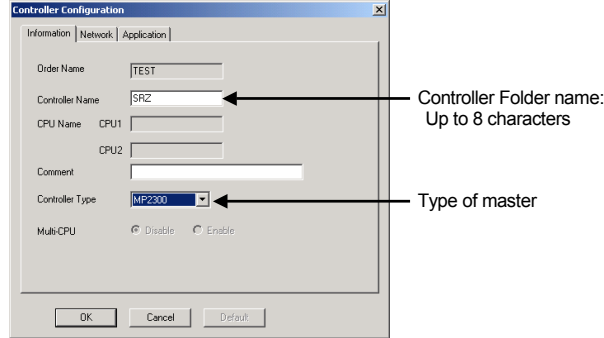 Controller Configuration
Information Network Application
Order Name TEST
Controller Name SRZ
Controller Folder name:
Up to 8 characters
CPU Name CPU1
CPU2
Comment
Controller Type MP2300
Type of master
Multi-CPU Disable Enable
OK Cancel Default